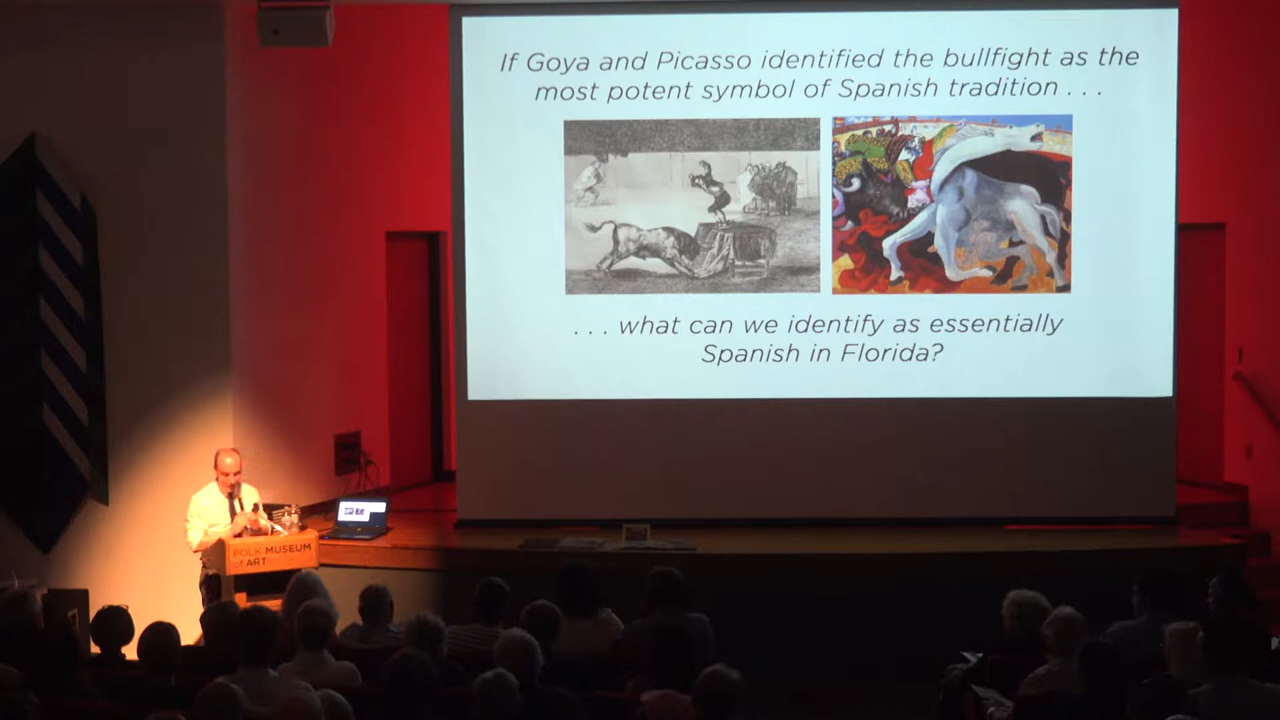 If Goya and Picasso identified the bullfight as the
most potent symbol of Spanish tradition . . .
. . . what can we identify as essentially
Spanish in Florida?
POLK MUSEUM
of ART